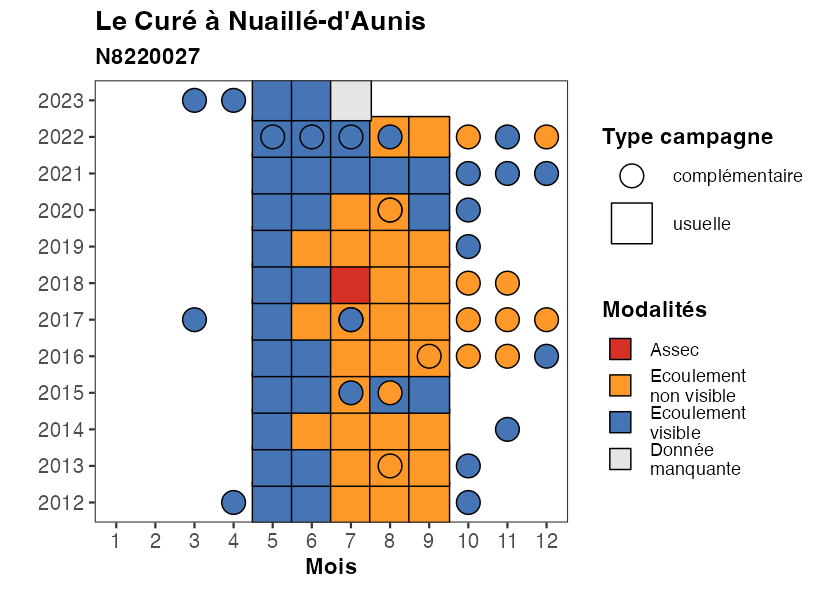 Le Curé à Nuaillé-d'Aunis
N8220027
2023
2022
2021
2020
2019
2018
2017
2016
2015
2014
2013
2012
1 2 3 4 5 6 7 8 9 10 11 12
Mois
Type campagne
complémentaire
usuelle
Modalités
Assec
Ecoulement
non visible
Ecoulement
visible
Donnée
manquante